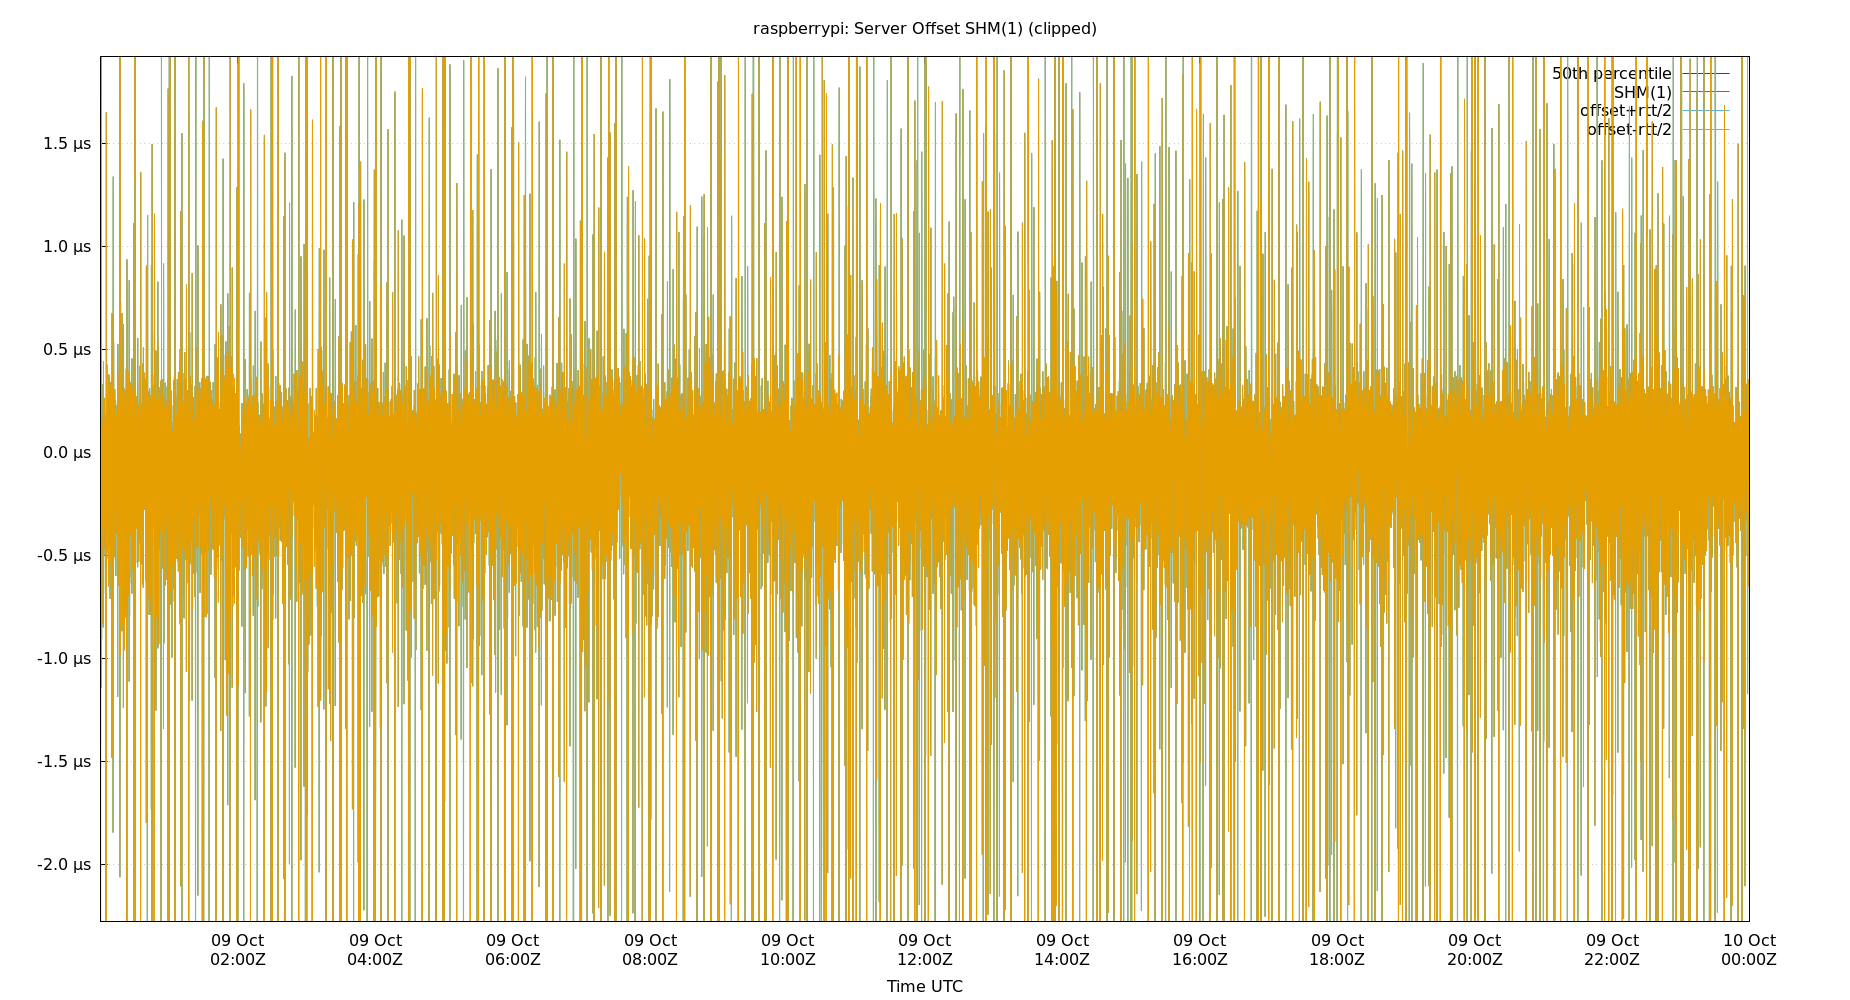 raspberrypi: Server Offset SHM(1) (clipped)
50th percentile
SHM(1)
offset+rtt/2
offset-rtt/2
1.5 µs
1.0 µs
0.5 µs
0.0 µs
-0.5 µs
-1.0 µs
-1.5 µs
-2.0 µs
09 Oct 09 Oct 09 Oct 09 Oct 09 Oct 09 Oct 09 Oct 09 Oct 09 Oct 09 Oct 09 Oct 10 Oct
02:00Z 04:00Z 06:00Z 08:00Z 10:00Z 12:00Z 14:00Z 16:00Z 18:00Z 20:00Z 22:00Z 00:00Z
Time UTC